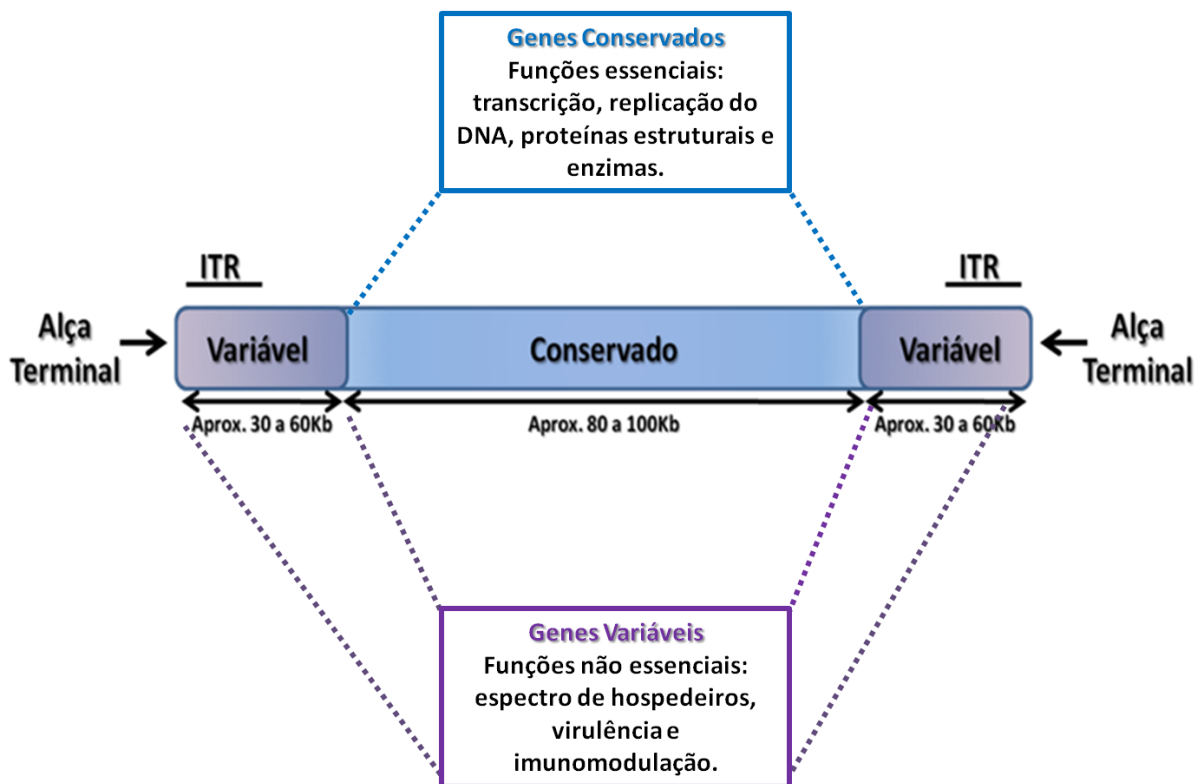 Genes Conservados
Funções essenciais:
transcrição, replicação do
DNA, proteínas estruturais e
enzimas.
ITR
ITR
Alça
Terminal
Variável
Conservado
Variável
Alça
Terminal
Aprox. 30 a 60Kb
Aprox. 80 a 100Kb
Aprox. 30 a 60Kb
Genes Variáveis
Funções não essenciais:
espectro de hospedeiros,
virulência e
imunomodulação.